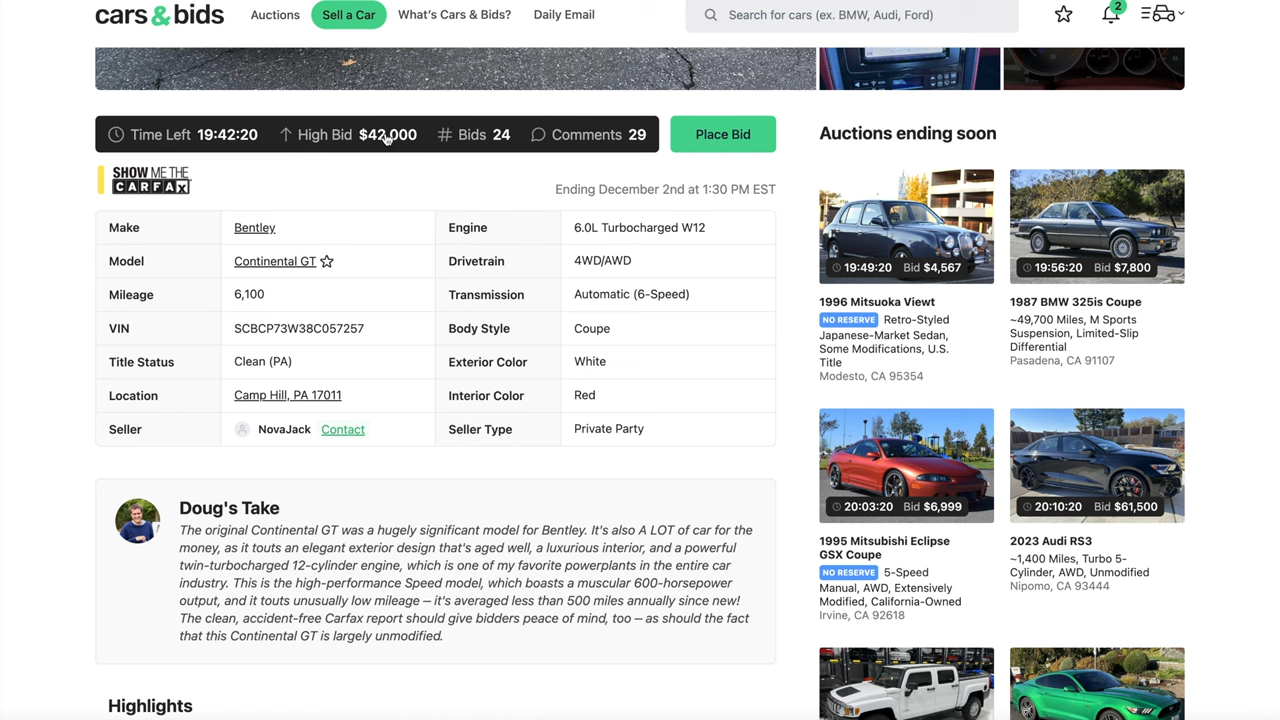 cars & bids
Auctions
Sell a Car
What's Cars & Bids?
Daily Email
Search for cars (ex. BMW, Audi, Ford)
2
Time Left 19:42:20 High Bid $42,000 # Bids 24 Comments 29
Place Bid
SHOW ME THE
CARFAX
Ending December 2nd at 1:30 PM EST
Make Bentley Engine 6.0L Turbocharged W12
Model Continental GT Drivetrain 4WD/AWD
Mileage 6,100 Transmission Automatic (6-Speed)
VIN SCBCP73W38C057257 Body Style Coupe
Title Status Clean (PA) Exterior Color White
Location Camp Hill, PA 17011 Interior Color Red
Seller NovaJack Contact Seller Type Private Party
Doug's Take
The original Continental GT was a hugely significant model for Bentley. It's also A LOT of car for the
money, as it touts an elegant exterior design that's aged well, a luxurious interior, and a powerful
twin-turbocharged 12-cylinder engine, which is one of my favorite powerplants in the entire car
industry. This is the high-performance Speed model, which boasts a muscular 600-horsepower
output, and it touts unusually low mileage – it's averaged less than 500 miles annually since new!
The clean, accident-free Carfax report should give bidders peace of mind, too – as should the fact
that this Continental GT is largely unmodified.
Highlights
Auctions ending soon
19:49:20 Bid $4,567
1996 Mitsuoka Viewt
NO RESERVE Retro-Styled
Japanese-Market Sedan,
Some Modifications, U.S.
Title
Modesto, CA 95354
19:56:20 Bid $7,800
1987 BMW 325is Coupe
~49,700 Miles, M Sports
Suspension, Limited-Slip
Differential
Pasadena, CA 91107
20:03:20 Bid $6,999
1995 Mitsubishi Eclipse
GSX Coupe
NO RESERVE 5-Speed
Manual, AWD, Extensively
Modified, California-Owned
Irvine, CA 92618
20:10:20 Bid $61,500
2023 Audi RS3
~1,400 Miles, Turbo 5-
Cylinder, AWD, Unmodified
Nipomo, CA 93444